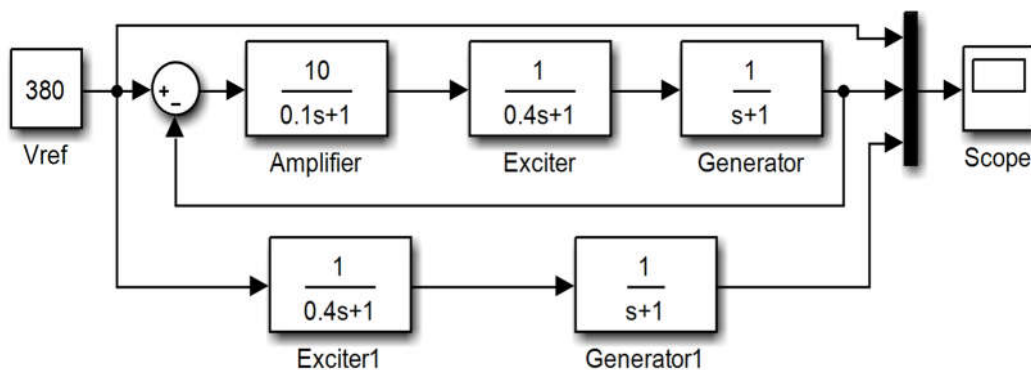 380
Vref
+
−
10
0.1s+1
Amplifier
1
0.4s+1
Exciter
1
s+1
Generator
Scope
1
0.4s+1
Exciter1
1
s+1
Generator1